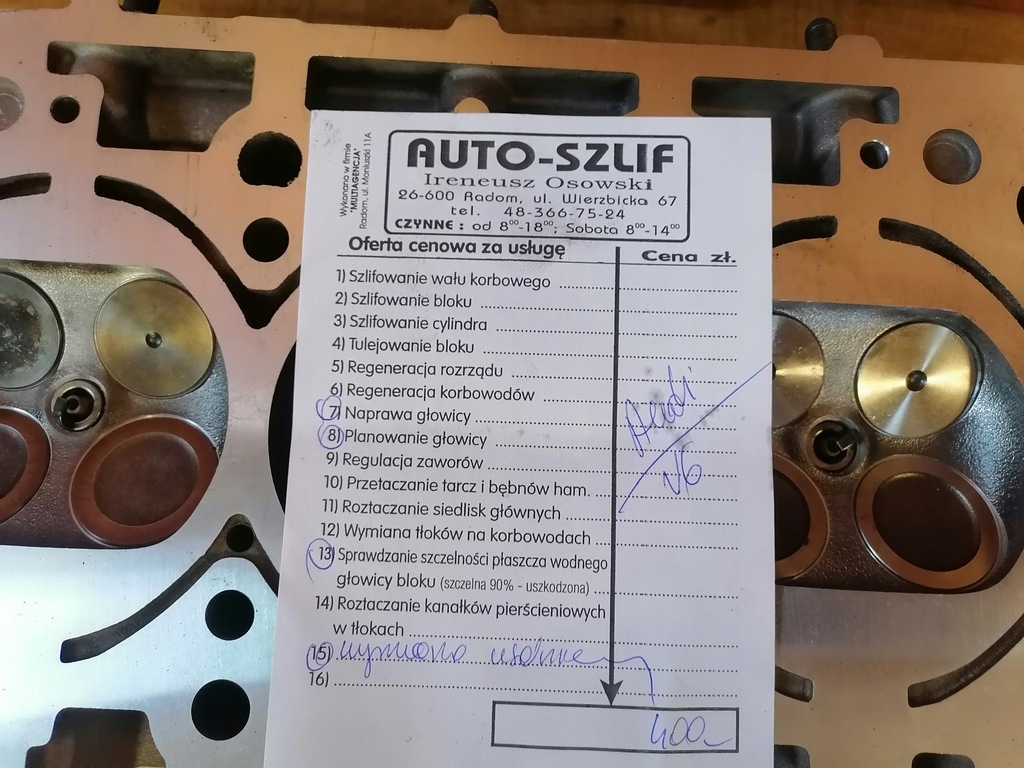 Wykonano w firmie
"MULTIAGENCJA"
Radom, ul. Moniuszki 11A
AUTO-SZLIF
Ireneusz Osowski
26-600 Radom, ul. Wierzbicka 67
tel. 48-366-75-24
CZYNNE: od 8⁰⁰-18⁰⁰; Sobota 8⁰⁰-14⁰⁰
Oferta cenowa za usługę Cena zł.
1) Szlifowanie wału korbowego
2) Szlifowanie bloku
3) Szlifowanie cylindra
4) Tulejowanie bloku
5) Regeneracja rozrządu
6) Regeneracja korbowodów
7) Naprawa głowicy
8) Planowanie głowicy
9) Regulacja zaworów
10) Przetaczanie tarcz i bębnów ham.
11) Roztaczanie siedlisk głównych
12) Wymiana tłoków na korbowodach
13) Sprawdzanie szczelności płaszcza wodnego
głowicy bloku (szczelna 90% - uszkodzona)
14) Roztaczanie kanałków pierścieniowych
w tłokach
15) wymiana
16)
Audi
V6
400,-